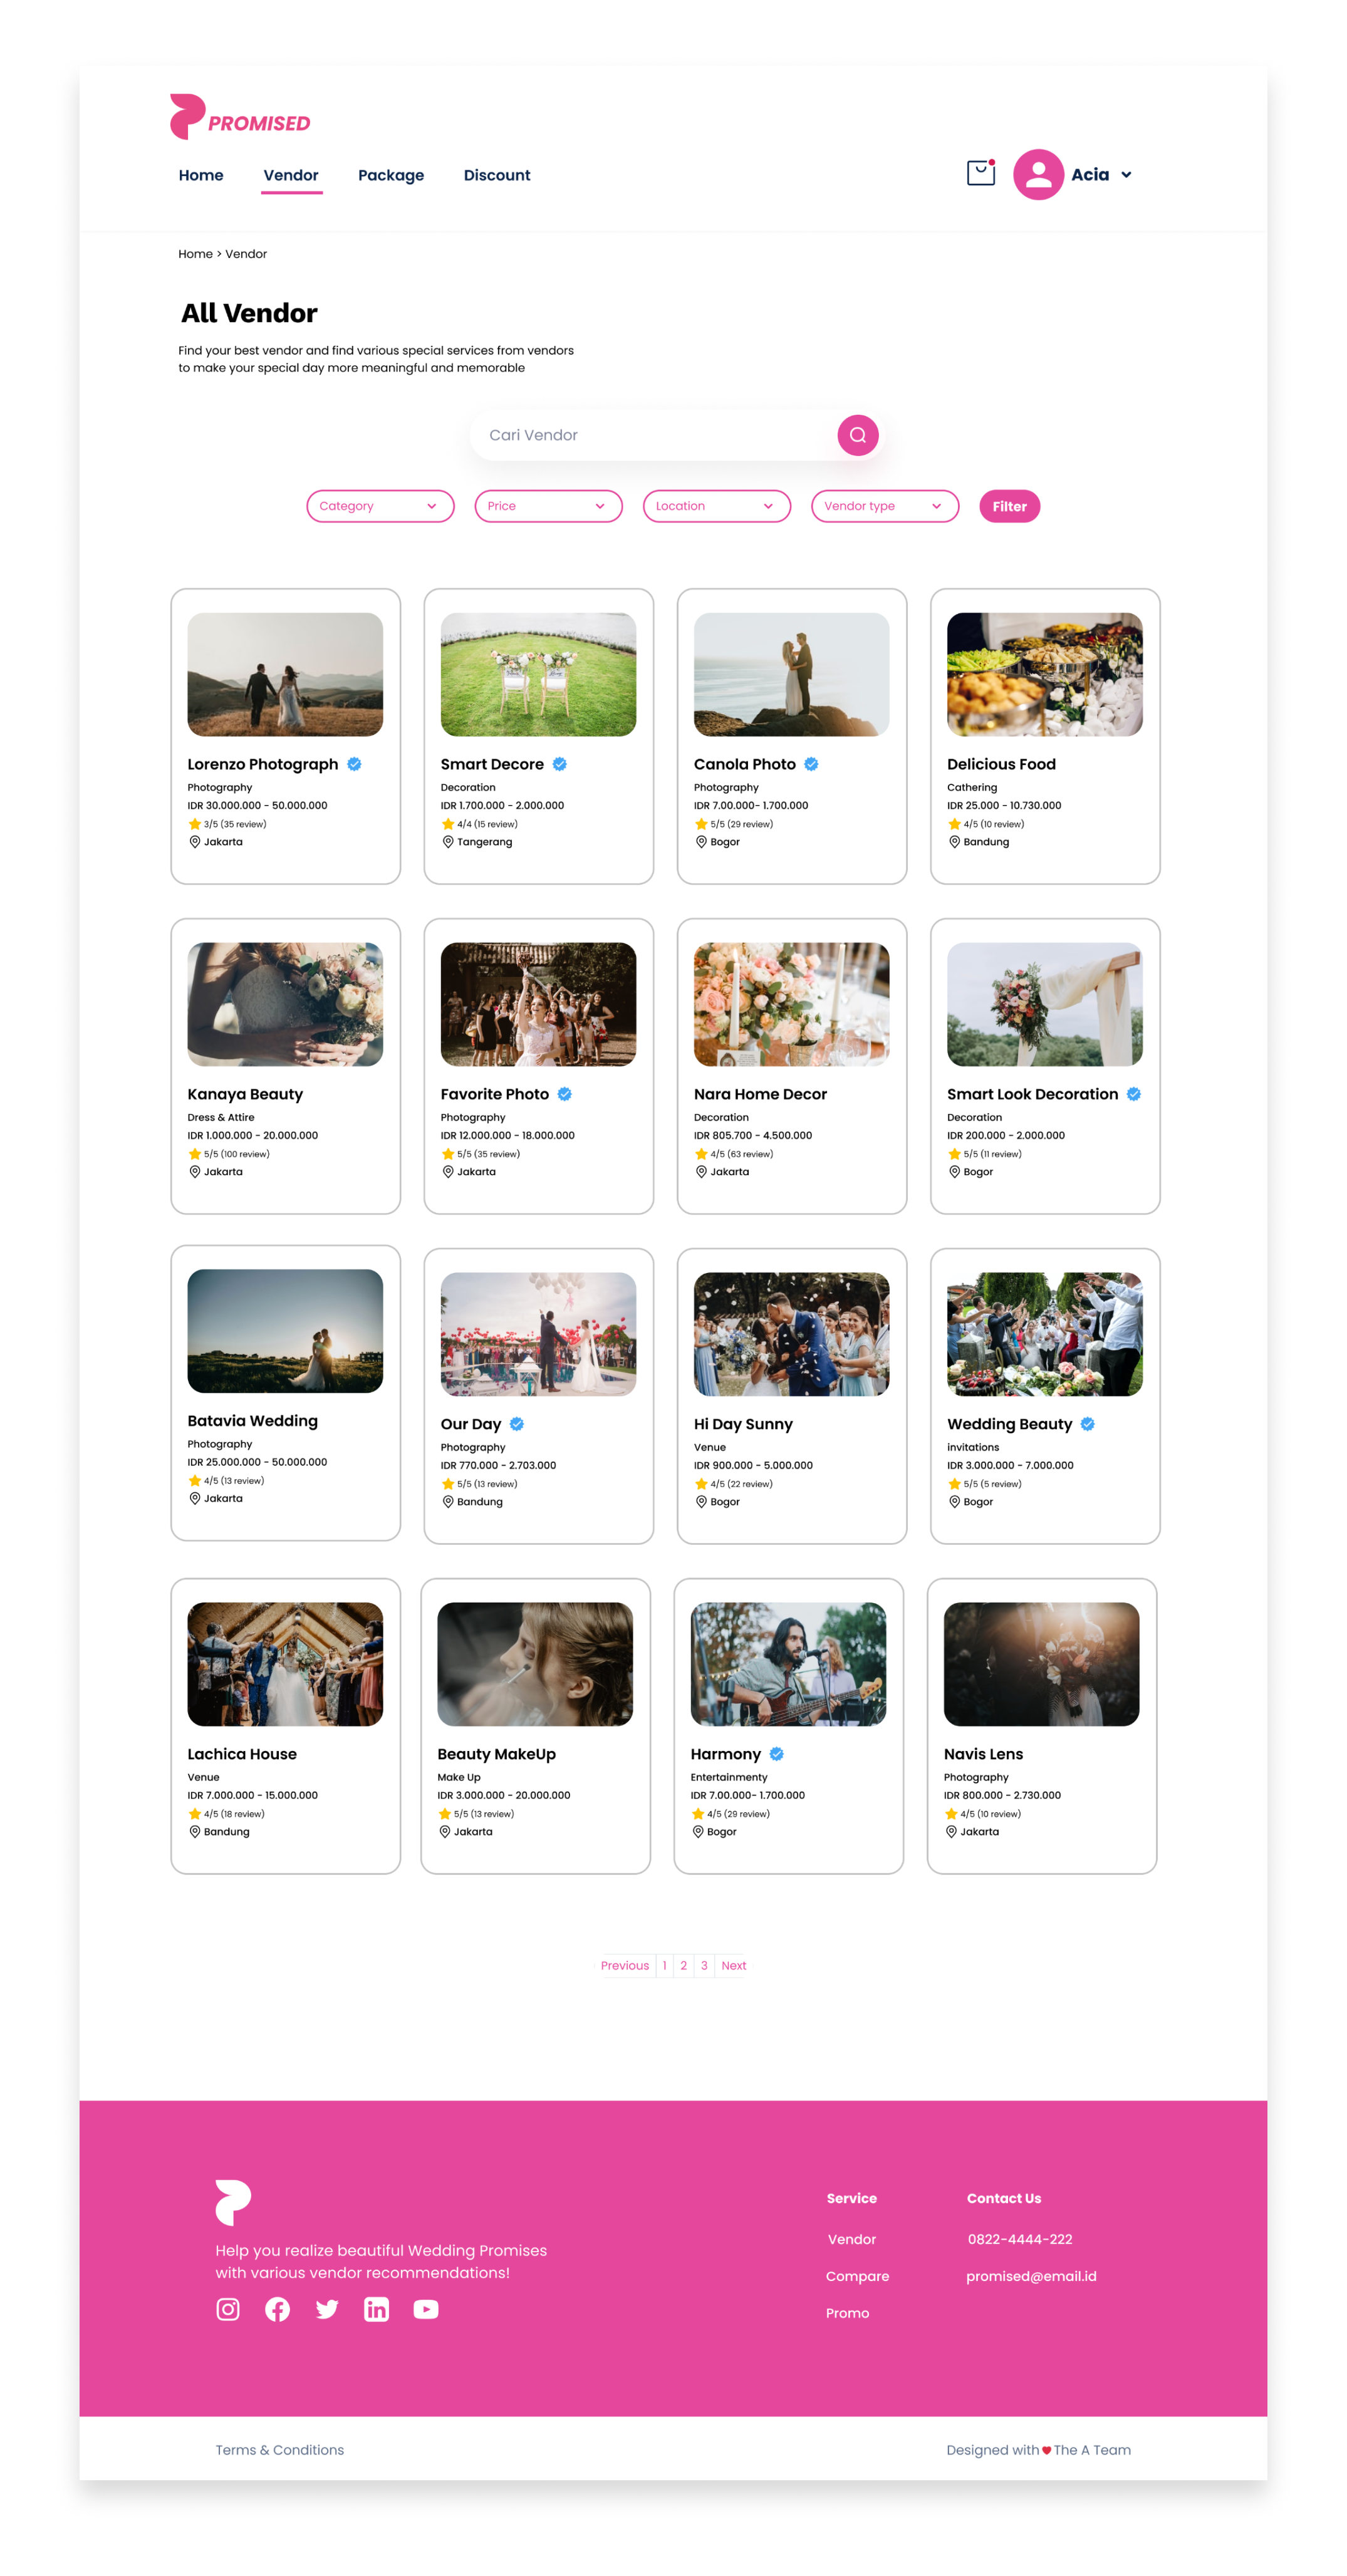 PROMISED
Home Vendor Package Discount
Acia
Home > Vendor
All Vendor
Find your best vendor and find various special services from vendors
to make your special day more meaningful and memorable
Cari Vendor
Category Price Location Vendor type Filter
Lorenzo Photograph
Photography
IDR 30.000.000 - 50.000.000
3/5 (35 review)
Jakarta
Smart Decore
Decoration
IDR 1.700.000 - 2.000.000
4/4 (15 review)
Tangerang
Canola Photo
Photography
IDR 7.00.000- 1.700.000
5/5 (29 review)
Bogor
Delicious Food
Cathering
IDR 25.000 - 10.730.000
4/5 (10 review)
Bandung
Kanaya Beauty
Dress & Attire
IDR 1.000.000 - 20.000.000
5/5 (100 review)
Jakarta
Favorite Photo
Photography
IDR 12.000.000 - 18.000.000
5/5 (35 review)
Jakarta
Nara Home Decor
Decoration
IDR 805.700 - 4.500.000
4/5 (63 review)
Jakarta
Smart Look Decoration
Decoration
IDR 200.000 - 2.000.000
5/5 (11 review)
Bogor
Batavia Wedding
Photography
IDR 25.000.000 - 50.000.000
4/5 (13 review)
Jakarta
Our Day
Photography
IDR 770.000 - 2.703.000
5/5 (13 review)
Bandung
Hi Day Sunny
Venue
IDR 900.000 - 5.000.000
4/5 (22 review)
Bogor
Wedding Beauty
invitations
IDR 3.000.000 - 7.000.000
5/5 (5 review)
Bogor
Lachica House
Venue
IDR 7.000.000 - 15.000.000
4/5 (18 review)
Bandung
Beauty MakeUp
Make Up
IDR 3.000.000 - 20.000.000
5/5 (13 review)
Jakarta
Harmony
Entertainmenty
IDR 7.00.000- 1.700.000
4/5 (29 review)
Bogor
Navis Lens
Photography
IDR 800.000 - 2.730.000
4/5 (10 review)
Jakarta
Previous 1 2 3 Next
Help you realize beautiful Wedding Promises
with various vendor recommendations!
Service
Vendor
Compare
Promo
Contact Us
0822-4444-222
promised@email.id
Terms & Conditions
Designed with ♥ The A Team